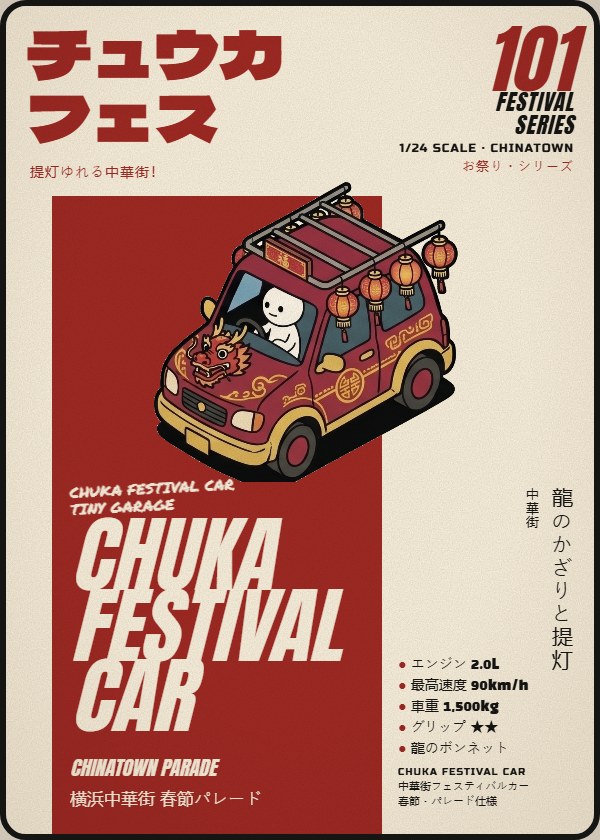 チュウカ
フェス
提灯ゆれる中華街!
101
FESTIVAL
SERIES
1/24 SCALE · CHINATOWN
お祭り・シリーズ
福
CHUKA FESTIVAL CAR
TINY GARAGE
CHUKA
FESTIVAL
CAR
CHINATOWN PARADE
横浜中華街 春節パレード
龍のかざりと提灯
中華街
● エンジン 2.0L
● 最高速度 90km/h
● 車重 1,500kg
● グリップ ★★
● 龍のボンネット
CHUKA FESTIVAL CAR
中華街フェスティバルカー
春節・パレード仕様